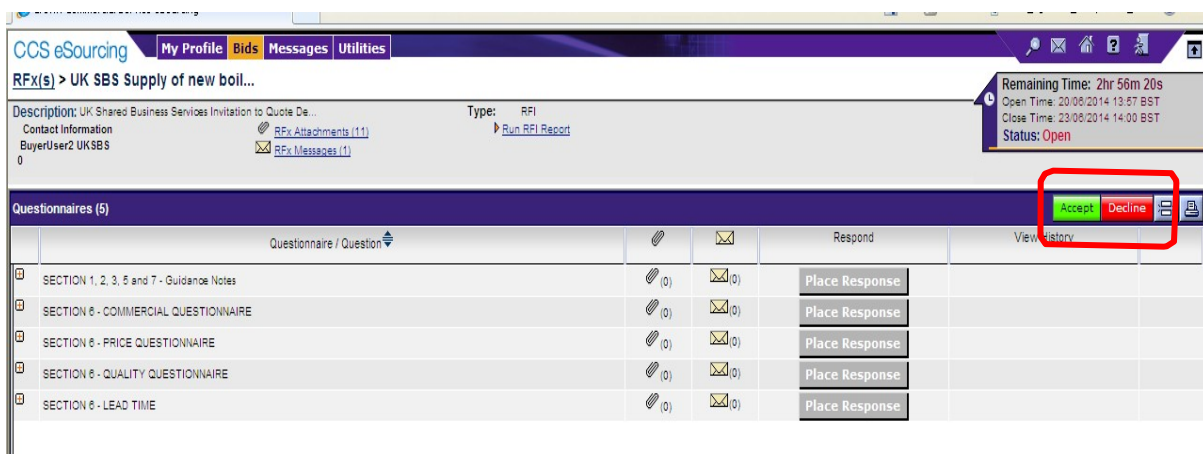 CCS eSourcing My Profile Bids Messages Utilities
RFx(s) > UK SBS Supply of new boil...
Remaining Time: 2hr 56m 20s
Open Time: 20/06/2014 13:57 BST
Close Time: 23/06/2014 14:00 BST
Status: Open
Description: UK Shared Business Services Invitation to Quote De...
Type: RFI
Contact Information
RFx Attachments (11)
Run RFI Report
BuyerUser2 UKSBS
RFx Messages (1)
0
Questionnaires (5)
Accept Decline
Questionnaire / Question Respond View History
SECTION 1, 2, 3, 5 and 7 - Guidance Notes (0) (0) Place Response
SECTION 6 - COMMERCIAL QUESTIONNAIRE (0) (0) Place Response
SECTION 6 - PRICE QUESTIONNAIRE (0) (0) Place Response
SECTION 6 - QUALITY QUESTIONNAIRE (0) (0) Place Response
SECTION 6 - LEAD TIME (0) (0) Place Response